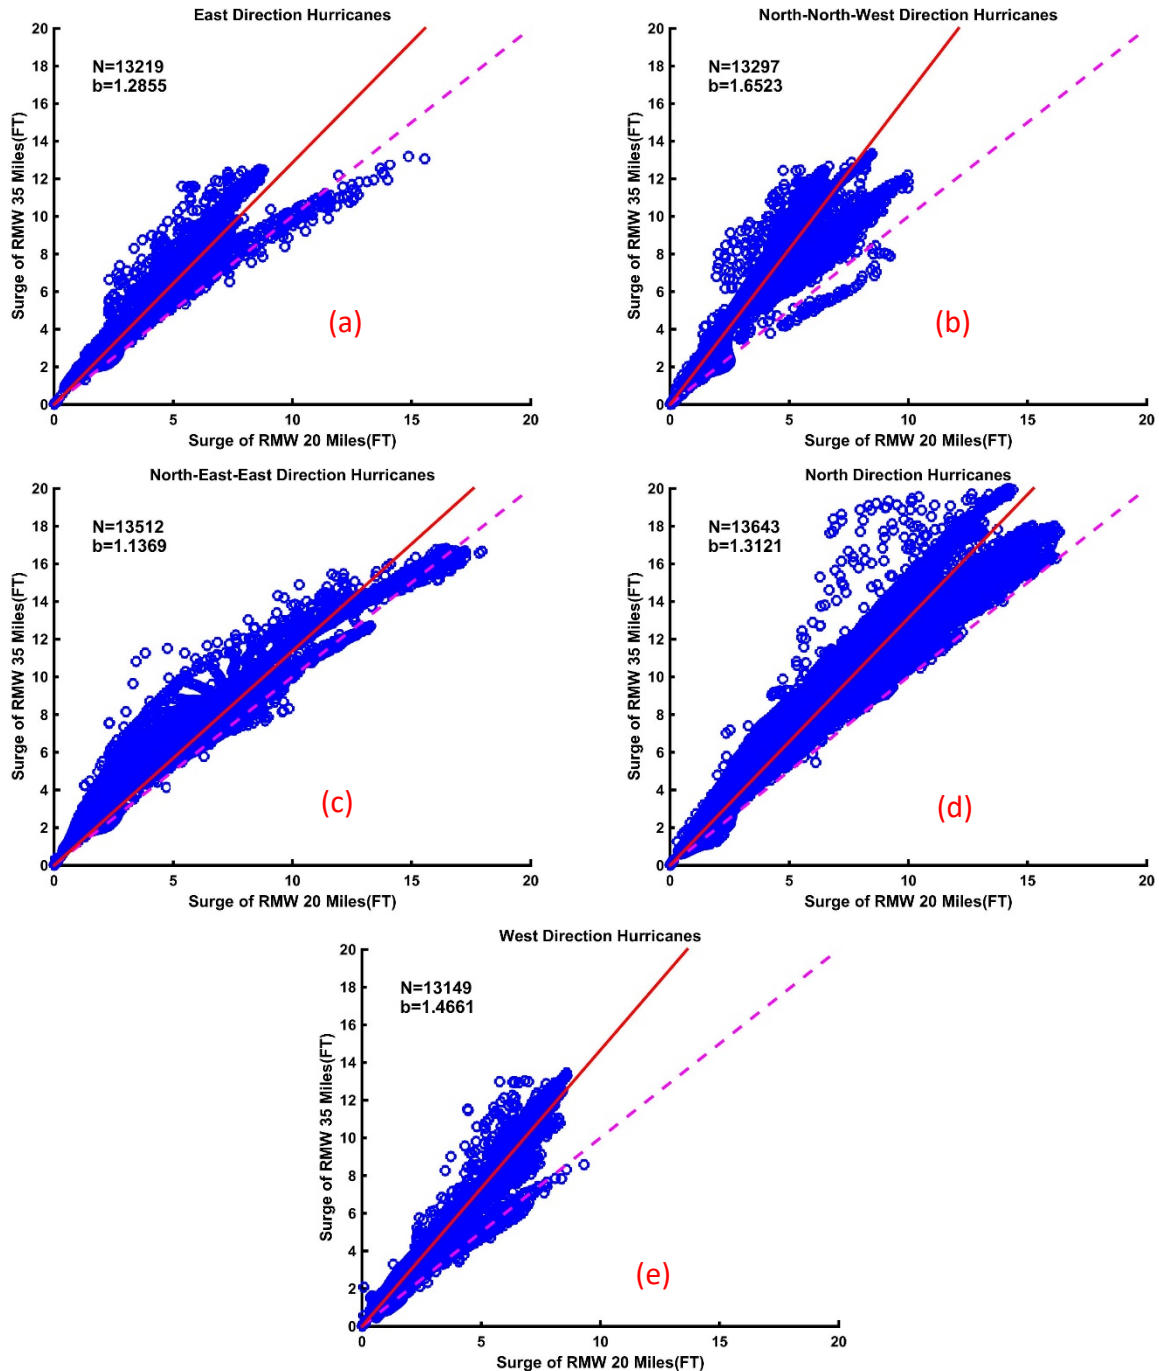 East Direction Hurricanes
N=13219
b=1.2855
20
18
16
14
12
10
8
6
4
2
0
Surge of RMW 35 Miles(FT)
(a)
0
5
10
15
20
Surge of RMW 20 Miles(FT)
North-North-West Direction Hurricanes
N=13297
b=1.6523
20
18
16
14
12
10
8
6
4
2
0
Surge of RMW 35 Miles(FT)
(b)
0
5
10
15
20
Surge of RMW 20 Miles(FT)
North-East-East Direction Hurricanes
N=13512
b=1.1369
20
18
16
14
12
10
8
6
4
2
0
Surge of RMW 35 Miles(FT)
(c)
0
5
10
15
20
Surge of RMW 20 Miles(FT)
North Direction Hurricanes
N=13643
b=1.3121
20
18
16
14
12
10
8
6
4
2
0
Surge of RMW 35 Miles(FT)
(d)
0
5
10
15
20
Surge of RMW 20 Miles(FT)
West Direction Hurricanes
N=13149
b=1.4661
20
18
16
14
12
10
8
6
4
2
0
Surge of RMW 35 Miles(FT)
(e)
0
5
10
15
20
Surge of RMW 20 Miles(FT)